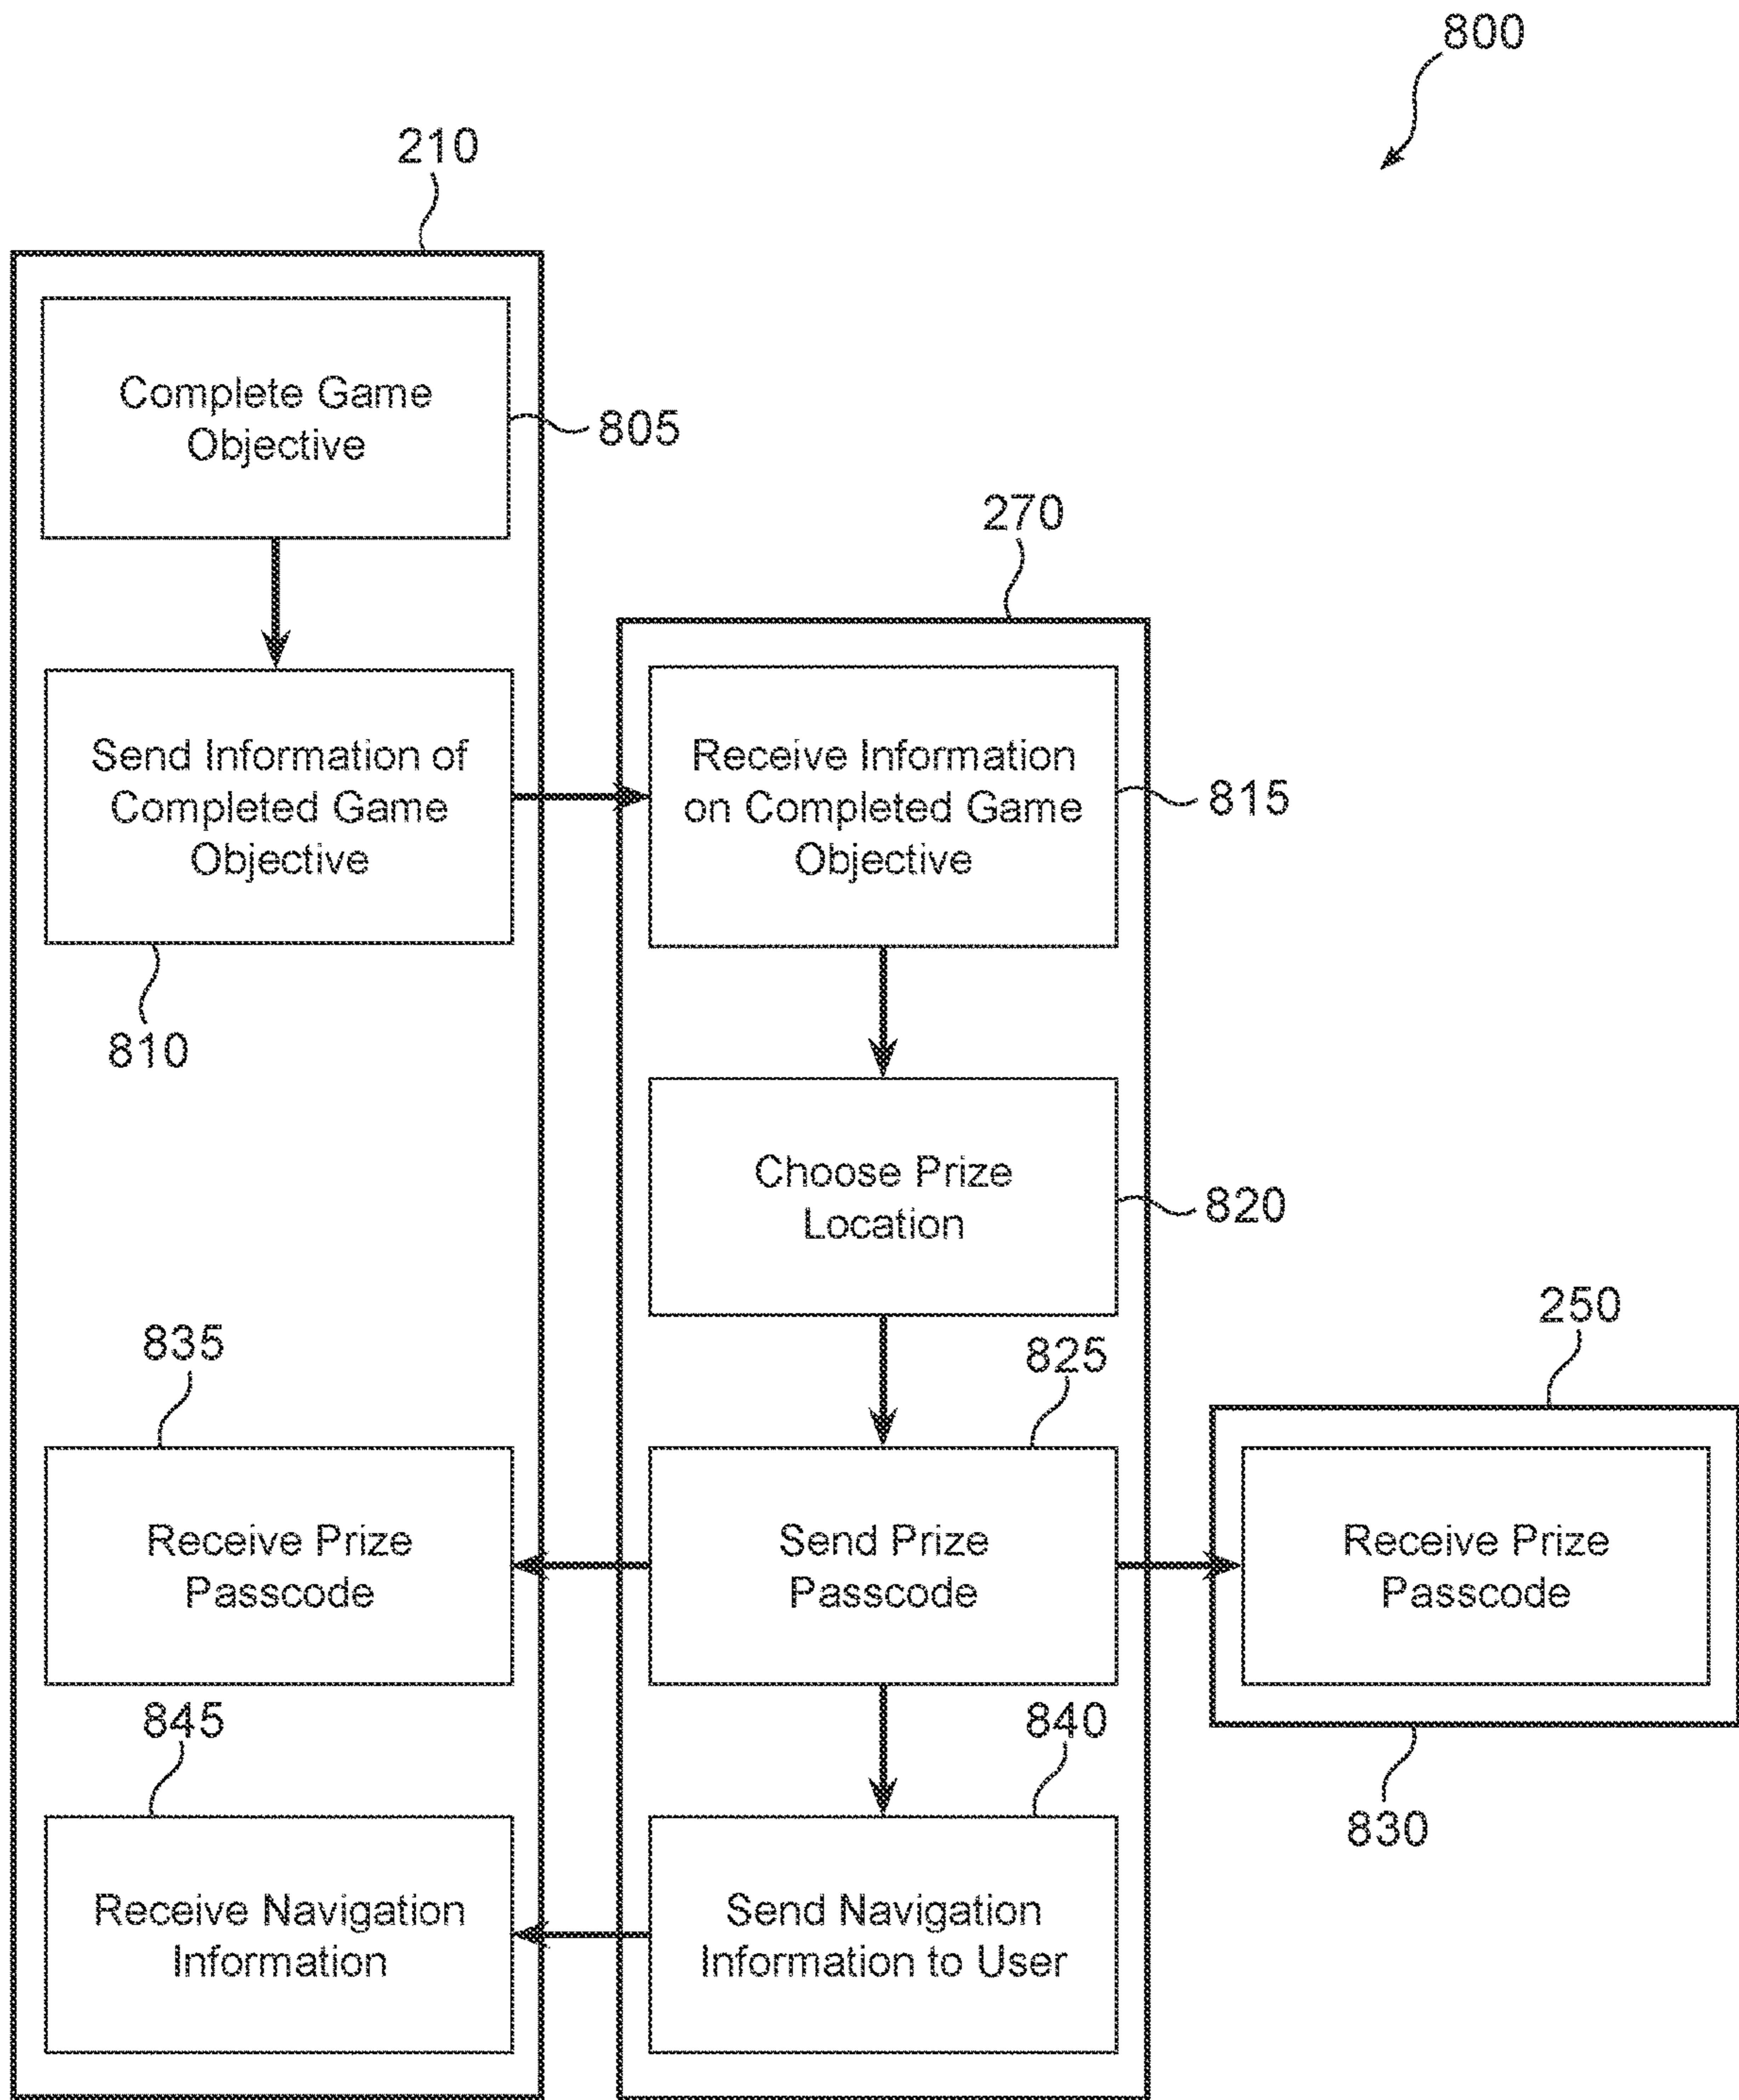 800
210
Complete Game
Objective
805
270
Send Information of
Completed Game
Objective
Receive Information
on Completed Game
Objective
815
810
Choose Prize
Location
820
250
835
825
Receive Prize
Passcode
Send Prize
Passcode
Receive Prize
Passcode
845
840
830
Receive Navigation
Information
Send Navigation
Information to User